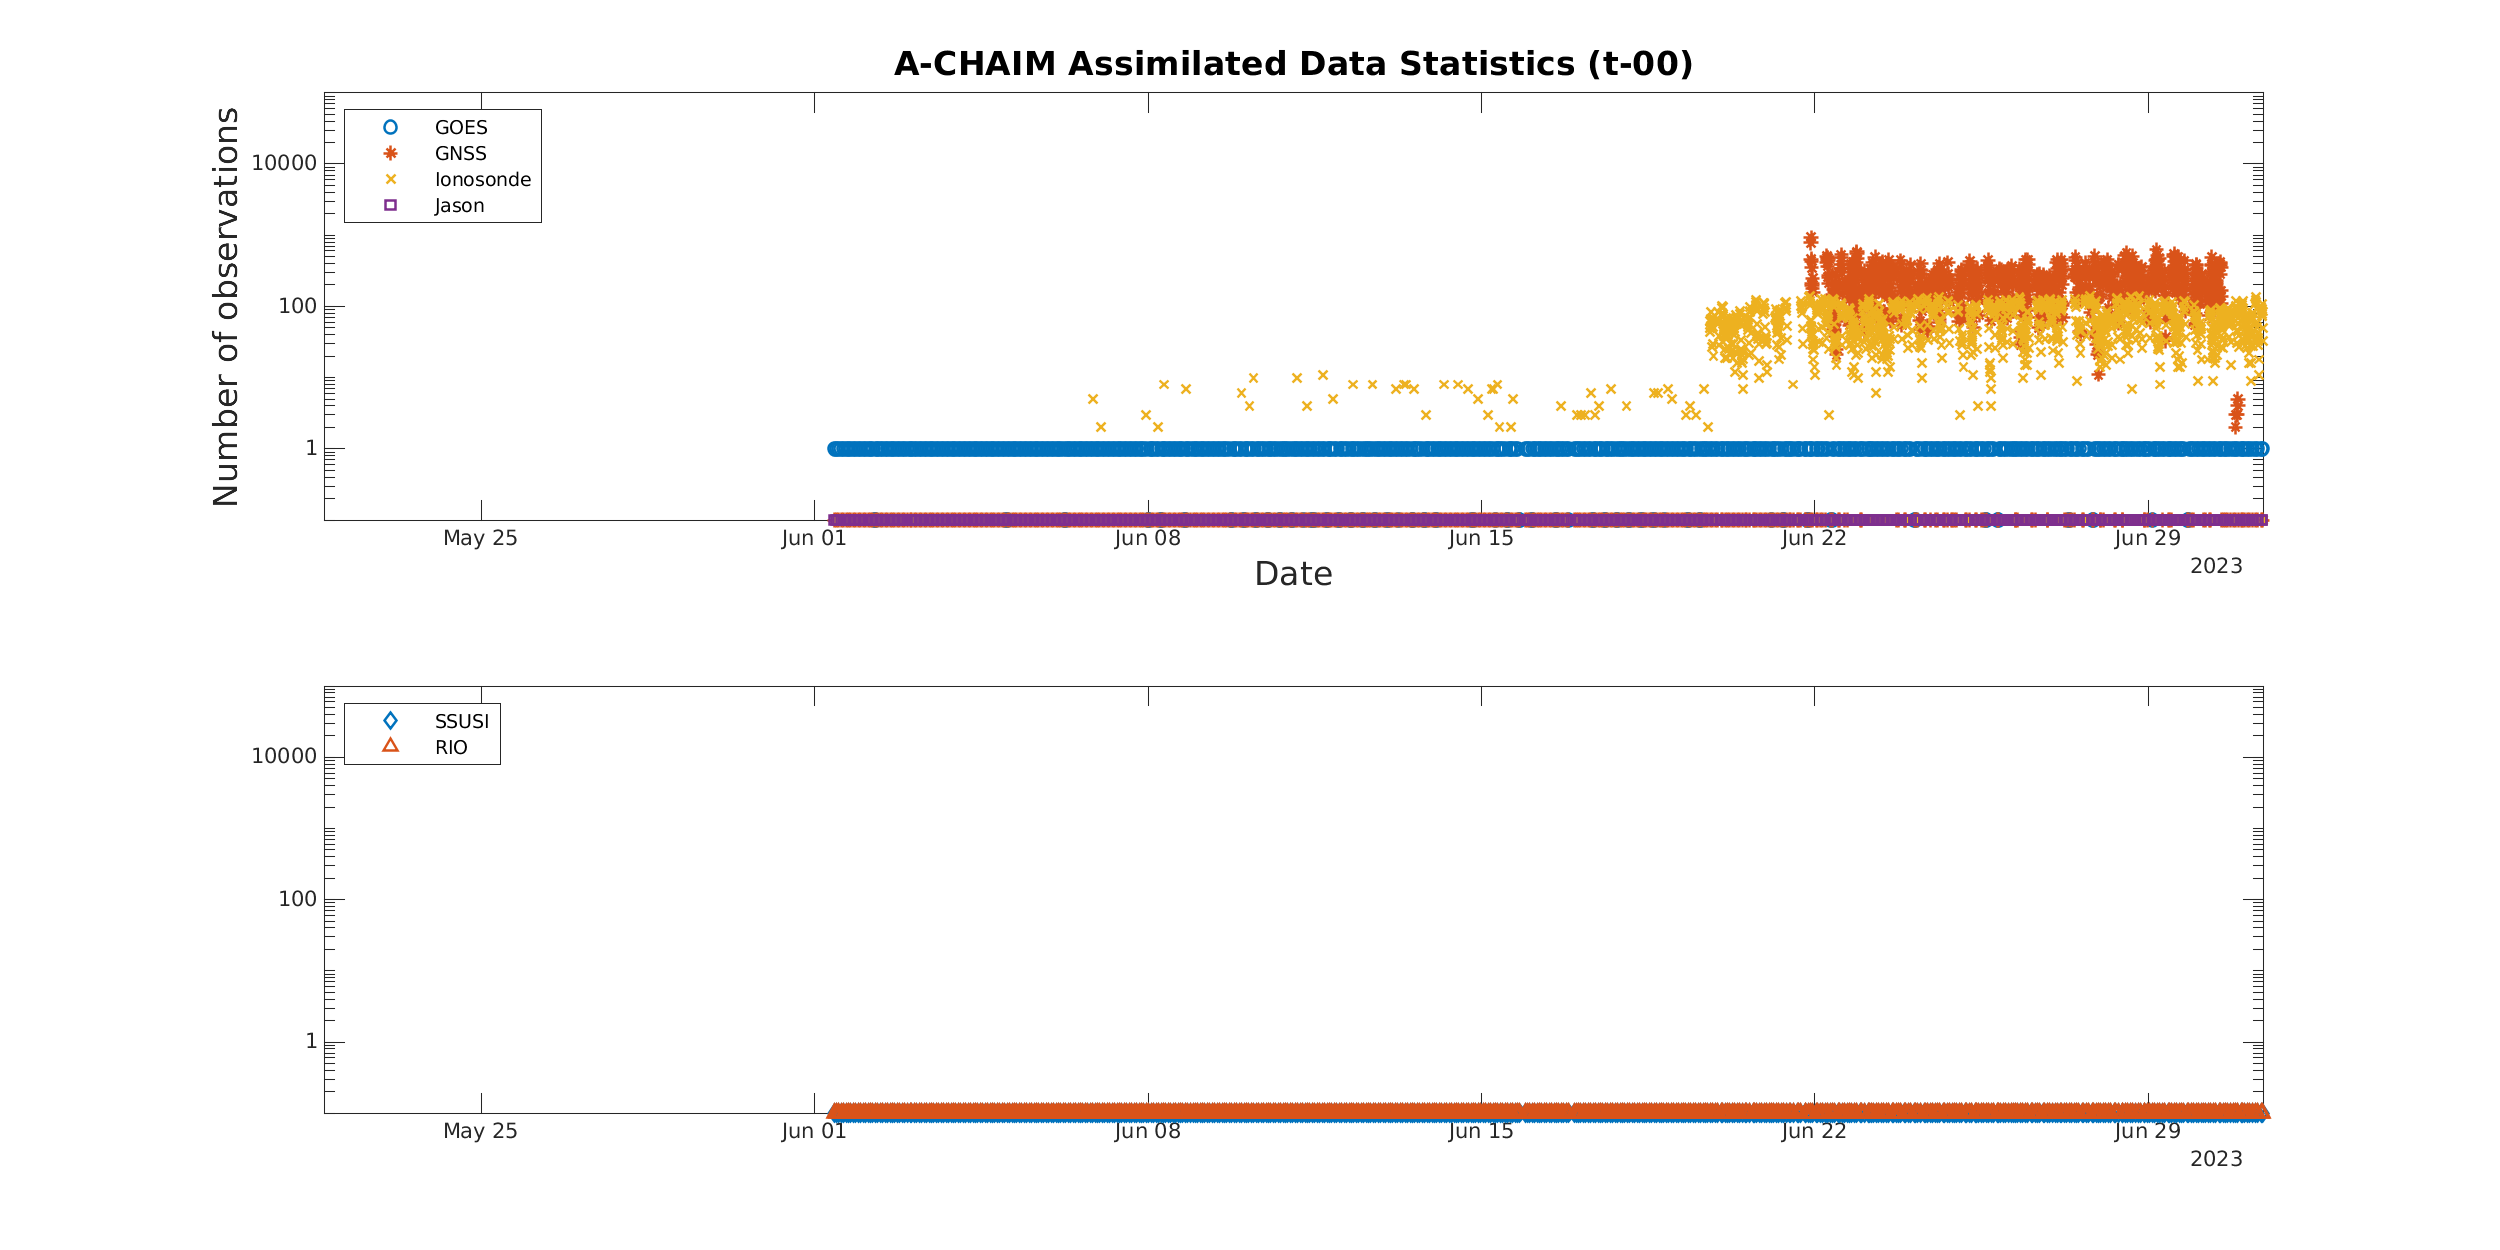 A-CHAIM Assimilated Data Statistics (t-00)
GOES
GNSS
Ionosonde
Jason
Number of observations
10000
100
1
May 25
Jun 01
Jun 08
Jun 15
Jun 22
Jun 29
2023
Date
SSUSI
RIO
10000
100
1
May 25
Jun 01
Jun 08
Jun 15
Jun 22
Jun 29
2023